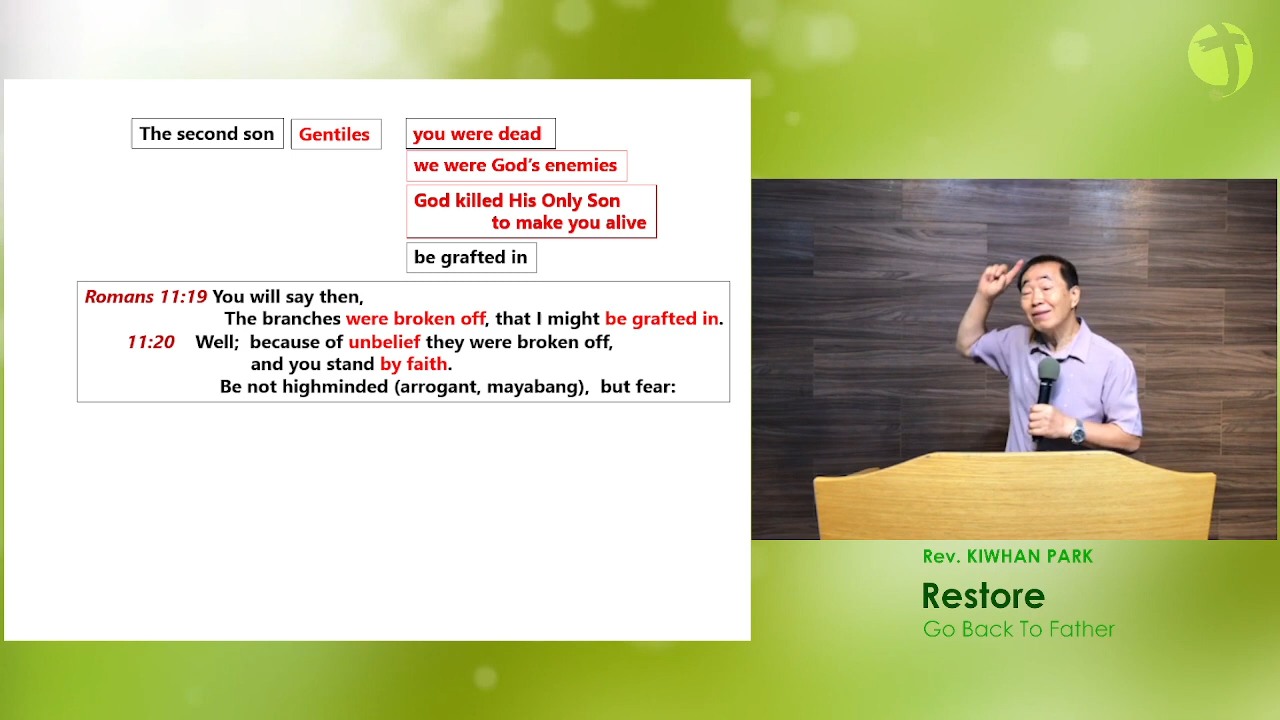 The second son Gentiles you were dead
we were God's enemies
God killed His Only Son
to make you alive
be grafted in
Romans 11:19 You will say then,
The branches were broken off, that I might be grafted in.
11:20 Well; because of unbelief they were broken off,
and you stand by faith.
Be not highminded (arrogant, mayabang), but fear:
Rev. KIWHAN PARK
Restore
Go Back To Father